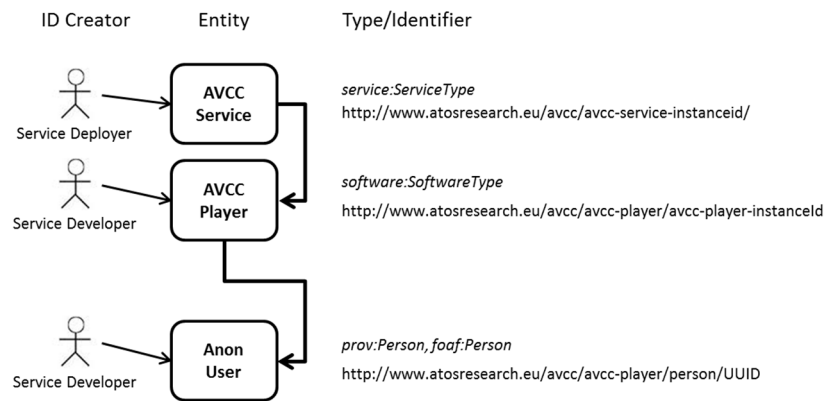 ID Creator Entity Type/Identifier
AVCC
Service
service:ServiceType
http://www.atosresearch.eu/avcc/avcc-service-instanceid/
Service Deployer
AVCC
Player
software:SoftwareType
http://www.atosresearch.eu/avcc/avcc-player/avcc-player-instanceId
Service Developer
Anon
User
prov:Person, foaf:Person
http://www.atosresearch.eu/avcc/avcc-player/person/UUID
Service Developer